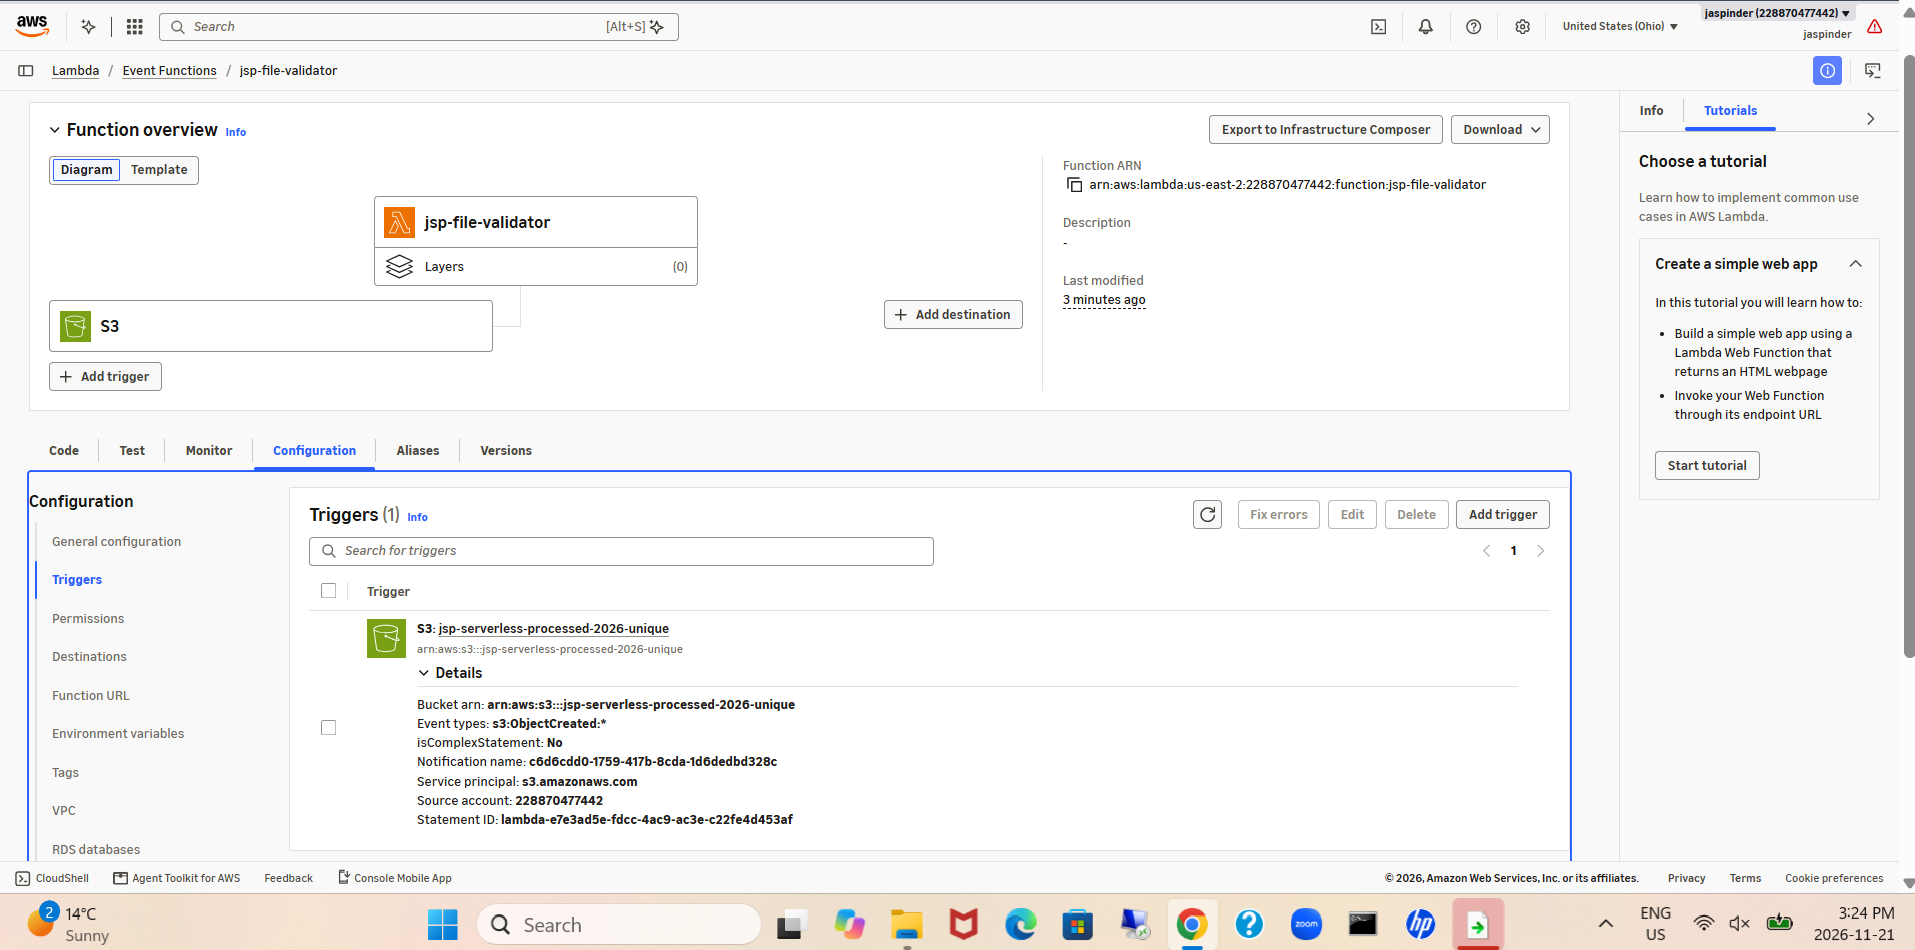 aws
Search
[Alt+S]
United States (Ohio)
jaspinder (228870477442)
jaspinder
Lambda / Event Functions / jsp-file-validator
Info
Tutorials
Function overview Info
Export to Infrastructure Composer
Download
Diagram
Template
jsp-file-validator
Layers
(0)
S3
Add trigger
Add destination
Function ARN
arn:aws:lambda:us-east-2:228870477442:function:jsp-file-validator
Description
-
Last modified
3 minutes ago
Choose a tutorial
Learn how to implement common use
cases in AWS Lambda.
Create a simple web app
In this tutorial you will learn how to:
• Build a simple web app using a
Lambda Web Function that
returns an HTML webpage
• Invoke your Web Function
through its endpoint URL
Start tutorial
Code
Test
Monitor
Configuration
Aliases
Versions
Configuration
General configuration
Triggers
Permissions
Destinations
Function URL
Environment variables
Tags
VPC
RDS databases
Triggers (1) Info
Fix errors
Edit
Delete
Add trigger
Search for triggers
1
Trigger
S3: jsp-serverless-processed-2026-unique
arn:aws:s3:::jsp-serverless-processed-2026-unique
Details
Bucket arn: arn:aws:s3:::jsp-serverless-processed-2026-unique
Event types: s3:ObjectCreated:*
isComplexStatement: No
Notification name: c6d6cdd0-1759-417b-8cda-1d6dedbd328c
Service principal: s3.amazonaws.com
Source account: 228870477442
Statement ID: lambda-e7e3ad5e-fdcc-4ac9-ac3e-c22fe4d453af
CloudShell
Agent Toolkit for AWS
Feedback
Console Mobile App
© 2026, Amazon Web Services, Inc. or its affiliates.
Privacy
Terms
Cookie preferences
2
14°C
Sunny
Search
zoom
hp
ENG
US
3:24 PM
2026-11-21